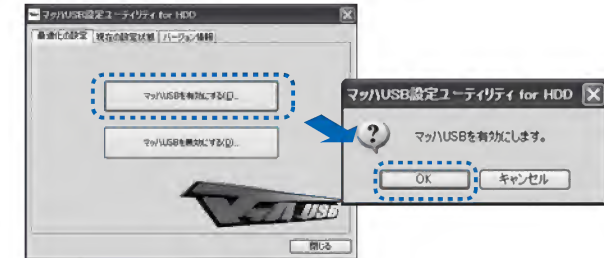 マッハUSB設定ユーティリティ for HDD
最適化の設定 現在の設定状態 バージョン情報
マッハUSBを有効にする(E)...
マッハUSBを無効にする(D)...
マッハ USB
閉じる
マッハUSB設定ユーティリティ for HDD
マッハUSBを有効にします。
OK キャンセル